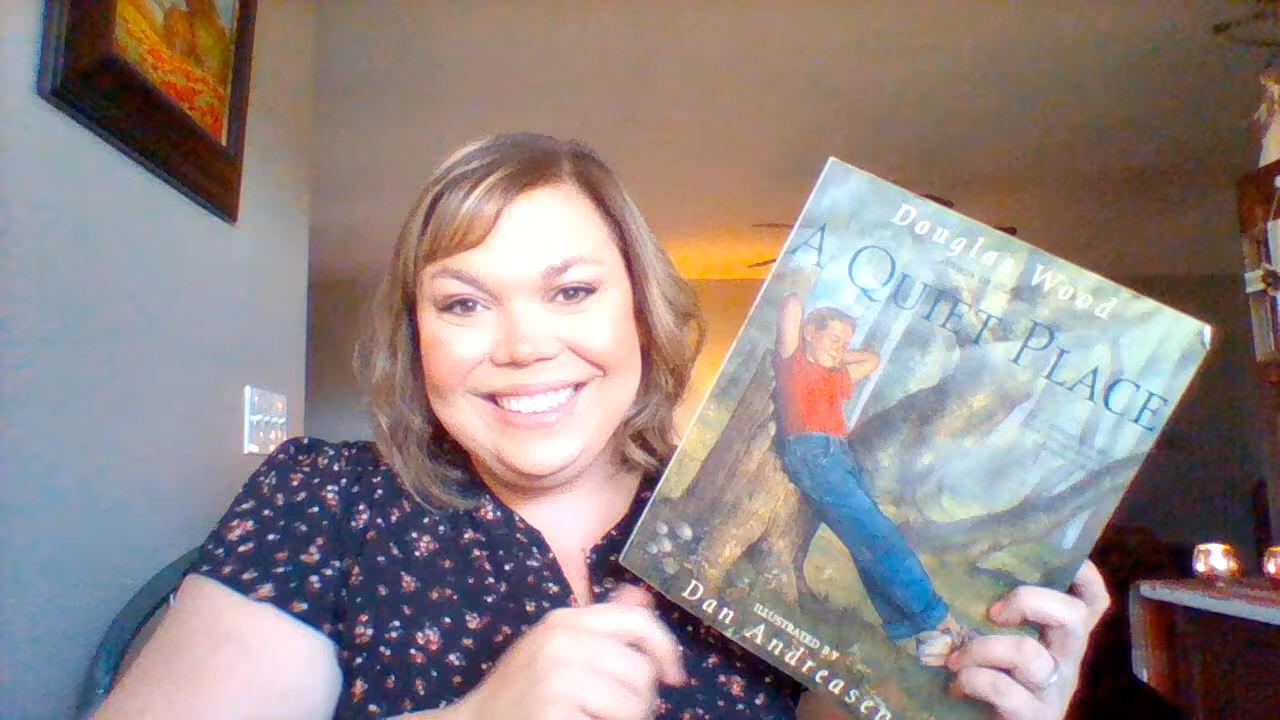 Douglas Wood
A QUIET PLACE
ILLUSTRATED BY
Dan Andreasen